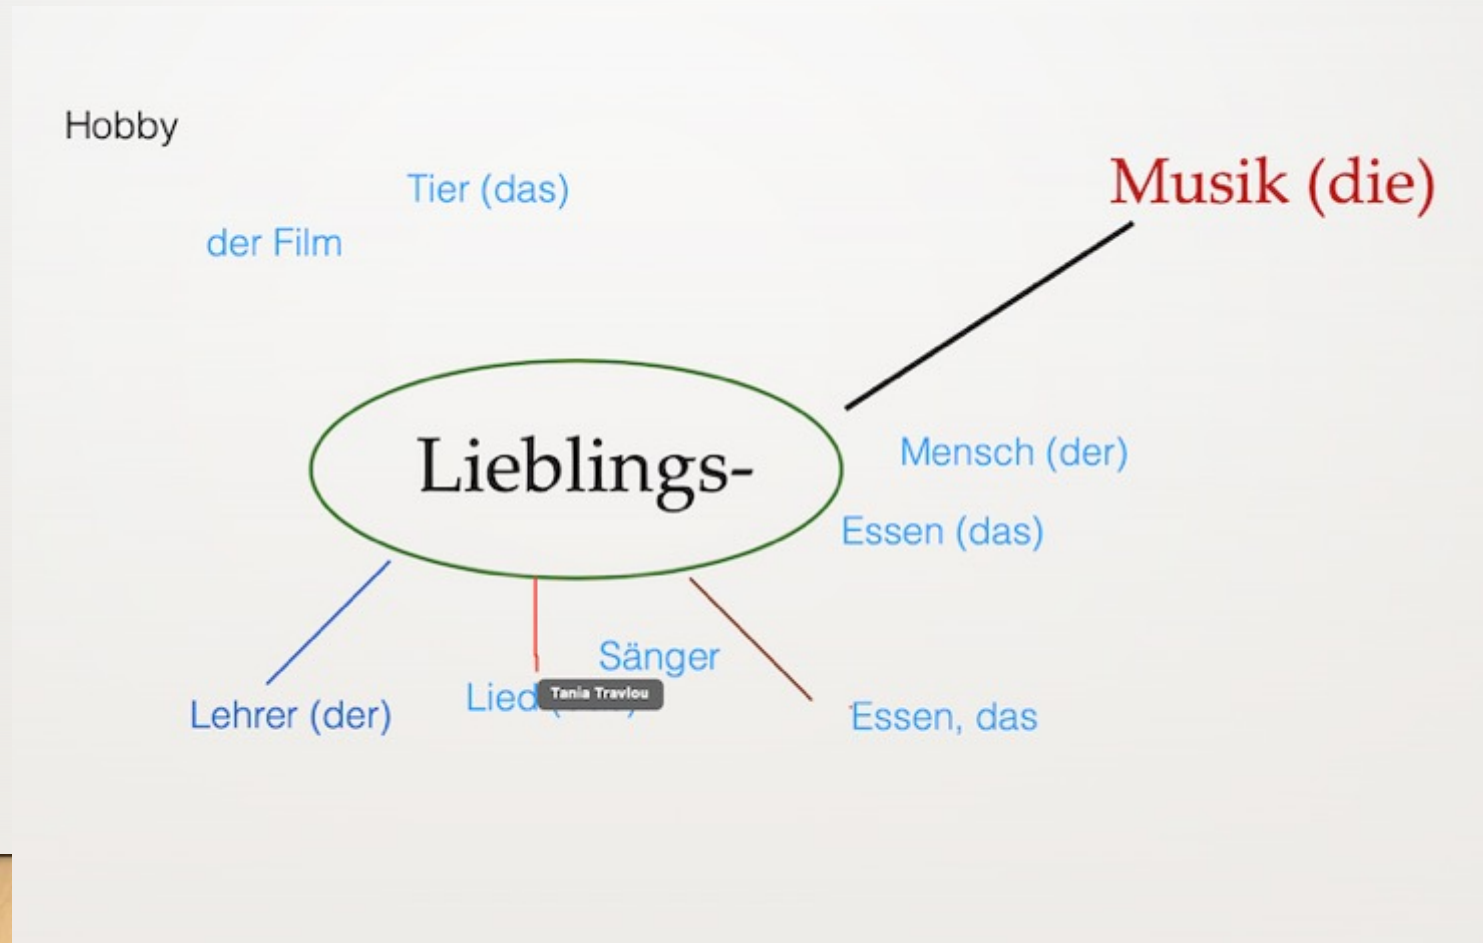 Hobby
Tier (das)
Musik (die)
der Film
Lieblings-
Mensch (der)
Essen (das)
Sänger
Lied
Tania Travlou
Lehrer (der)
Essen, das